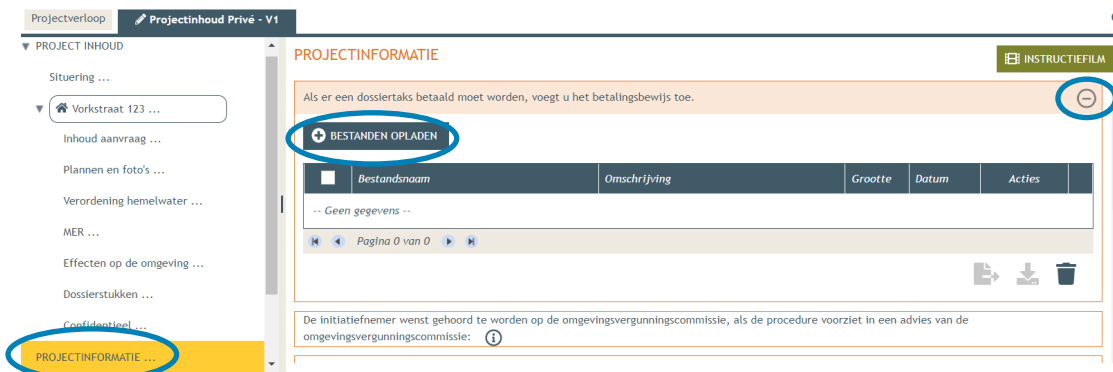 Projectverloop
Projectinhoud Privé - V1
PROJECT INHOUD
Situering ...
Vorkstraat 123 ...
Inhoud aanvraag ...
Plannen en foto's ...
Verordening hemelwater ...
MER ...
Effecten op de omgeving ...
Dossierstukken ...
Confidentieel ...
PROJECTINFORMATIE ...
PROJECTINFORMATIE
INSTRUCTIEFILM
Als er een dossiertaks betaald moet worden, voegt u het betalingsbewijs toe.
BESTANDEN OPLADEN
Bestandsnaam Omschrijving Grootte Datum Acties
-- Geen gegevens --
Pagina 0 van 0
De initiatiefnemer wenst gehoord te worden op de omgevingsvergunningscommissie, als de procedure voorziet in een advies van de
omgevingsvergunningscommissie: